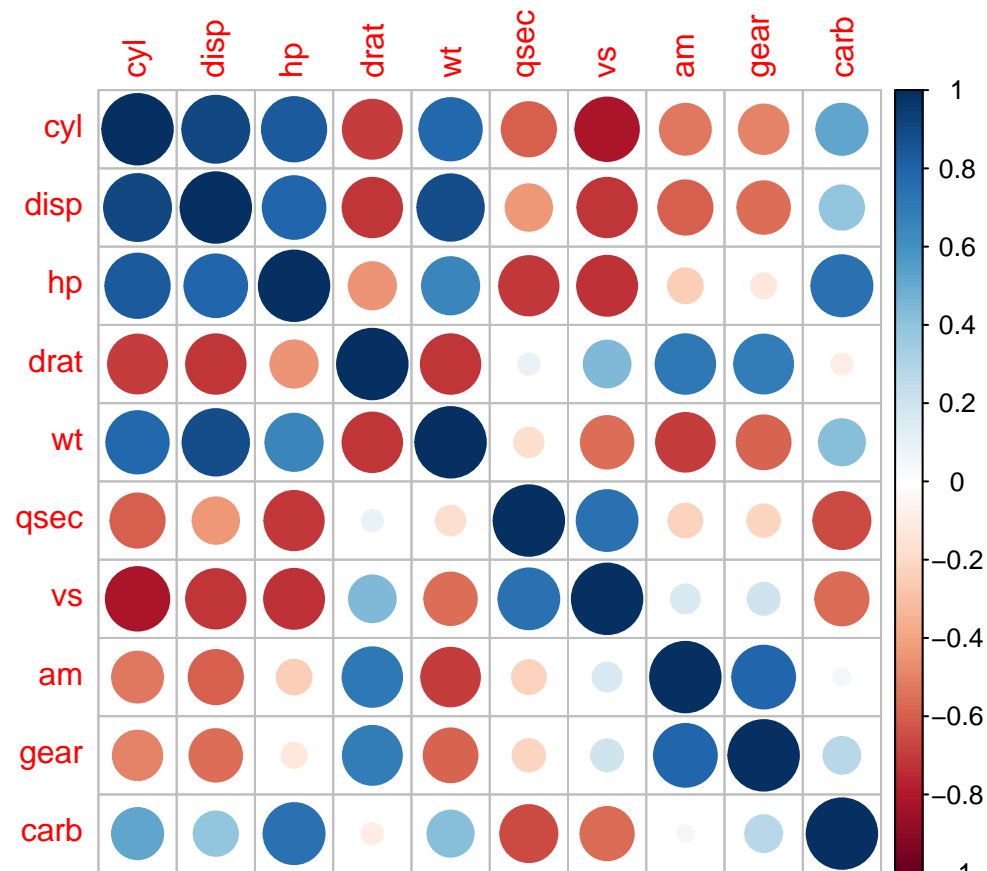 cyl disp hp drat wt qsec vs am gear carb
cyl
disp
hp
drat
wt
qsec
vs
am
gear
carb
1
0.8
0.6
0.4
0.2
0
−0.2
−0.4
−0.6
−0.8